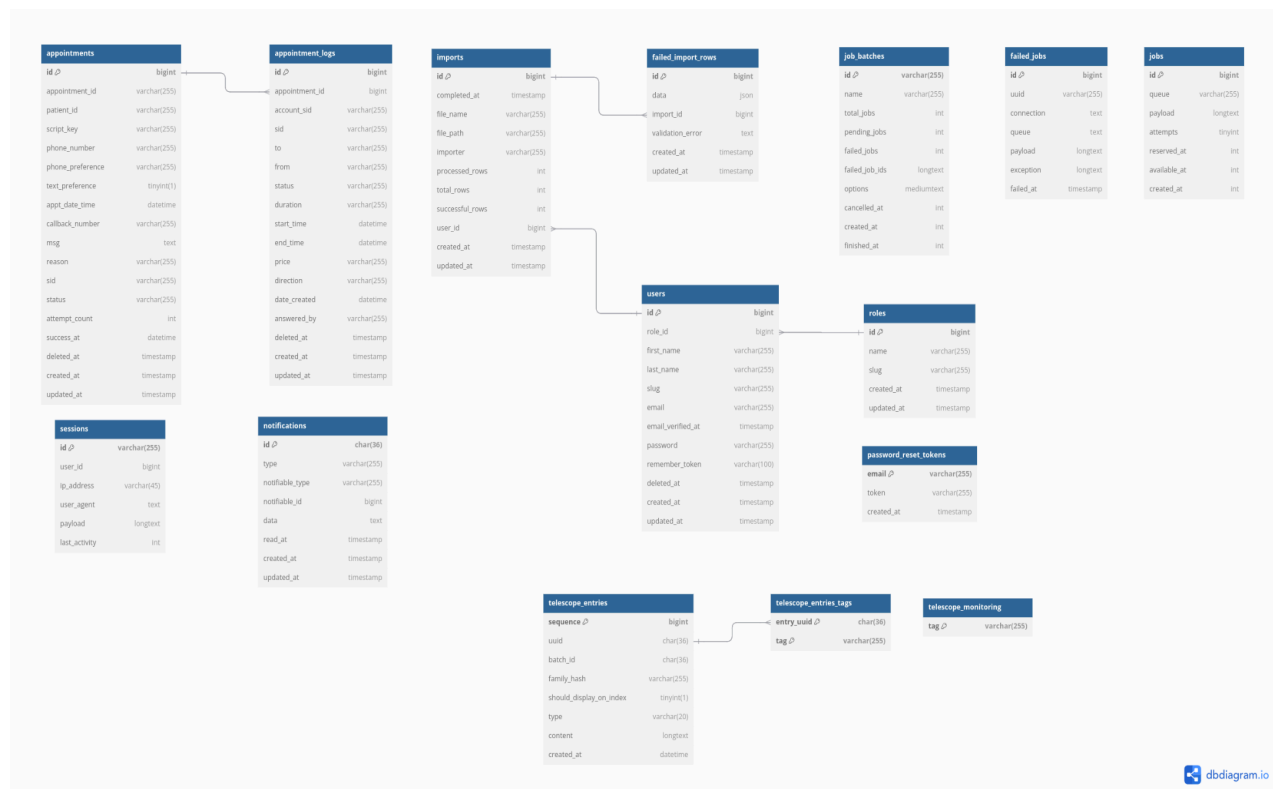 appointments
id bigint
appointment_id varchar(255)
patient_id varchar(255)
script_key varchar(255)
phone_number varchar(255)
phone_preference varchar(255)
text_preference tinyint(1)
appt_date_time datetime
callback_number varchar(255)
msg text
reason varchar(255)
sid varchar(255)
status varchar(255)
attempt_count int
success_at datetime
deleted_at timestamp
created_at timestamp
updated_at timestamp
appointment_logs
id bigint
appointment_id bigint
account_sid varchar(255)
sid varchar(255)
to varchar(255)
from varchar(255)
status varchar(255)
duration varchar(255)
start_time datetime
end_time datetime
price varchar(255)
direction varchar(255)
date_created datetime
answered_by varchar(255)
deleted_at timestamp
created_at timestamp
updated_at timestamp
imports
id bigint
completed_at timestamp
file_name varchar(255)
file_path varchar(255)
importer varchar(255)
processed_rows int
total_rows int
successful_rows int
user_id bigint
created_at timestamp
updated_at timestamp
failed_import_rows
id bigint
data json
import_id bigint
validation_error text
created_at timestamp
updated_at timestamp
job_batches
id varchar(255)
name varchar(255)
total_jobs int
pending_jobs int
failed_jobs int
failed_job_ids longtext
options mediumtext
cancelled_at int
created_at int
finished_at int
failed_jobs
id bigint
uuid varchar(255)
connection text
queue text
payload longtext
exception longtext
failed_at timestamp
jobs
id bigint
queue varchar(255)
payload longtext
attempts tinyint
reserved_at int
available_at int
created_at int
users
id bigint
role_id bigint
first_name varchar(255)
last_name varchar(255)
slug varchar(255)
email varchar(255)
email_verified_at timestamp
password varchar(255)
remember_token varchar(100)
deleted_at timestamp
created_at timestamp
updated_at timestamp
roles
id bigint
name varchar(255)
slug varchar(255)
created_at timestamp
updated_at timestamp
sessions
id varchar(255)
user_id bigint
ip_address varchar(45)
user_agent text
payload longtext
last_activity int
notifications
id char(36)
type varchar(255)
notifiable_type varchar(255)
notifiable_id bigint
data text
read_at timestamp
created_at timestamp
updated_at timestamp
password_reset_tokens
email varchar(255)
token varchar(255)
created_at timestamp
telescope_entries
sequence bigint
uuid char(36)
batch_id char(36)
family_hash varchar(255)
should_display_on_index tinyint(1)
type varchar(20)
content longtext
created_at datetime
telescope_entries_tags
entry_uuid char(36)
tag varchar(255)
telescope_monitoring
tag varchar(255)
dbdiagram.io